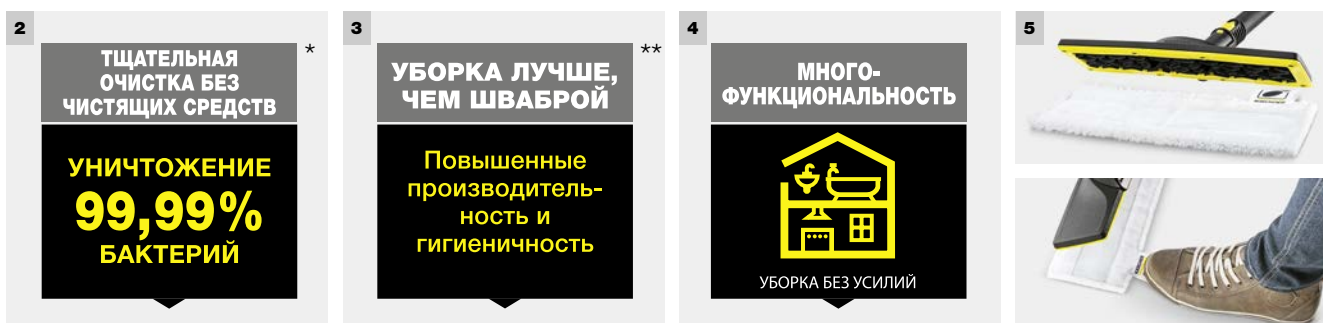 2
ТЩАТЕЛЬНАЯ
ОЧИСТКА БЕЗ
ЧИСТЯЩИХ СРЕДСТВ
*
УНИЧТОЖЕНИЕ
99,99%
БАКТЕРИЙ
3
УБОРКА ЛУЧШЕ,
ЧЕМ ШВАБРОЙ
**
Повышенные
производитель-
ность и
гигиеничность
4
МНОГО-
ФУНКЦИОНАЛЬНОСТЬ
УБОРКА БЕЗ УСИЛИЙ
5